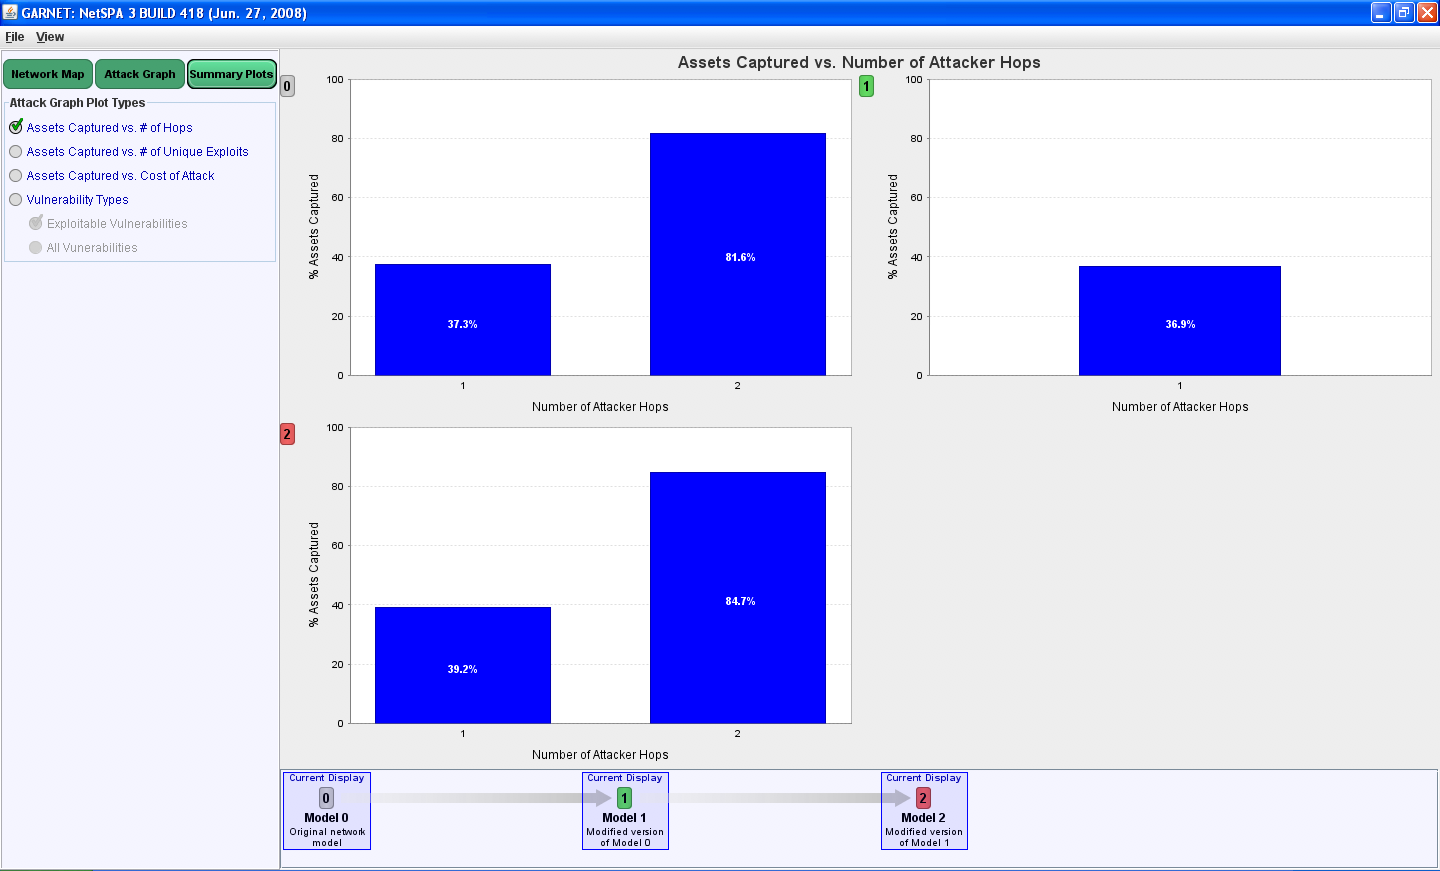 GARNET: NetSPA 3 BUILD 418 (Jun. 27, 2008)
File View
Network Map Attack Graph Summary Plots
Attack Graph Plot Types
Assets Captured vs. # of Hops
Assets Captured vs. # of Unique Exploits
Assets Captured vs. Cost of Attack
Vulnerability Types
Exploitable Vulnerabilities
All Vunerabilities
Assets Captured vs. Number of Attacker Hops
0
100
80
60
40
20
0
% Assets Captured
37.3%
81.6%
1 2
Number of Attacker Hops
1
100
80
60
40
20
0
% Assets Captured
36.9%
1
Number of Attacker Hops
2
100
80
60
40
20
0
% Assets Captured
39.2%
84.7%
1 2
Number of Attacker Hops
Current Display
0
Model 0
Original network
model
Current Display
1
Model 1
Modified version
of Model 0
Current Display
2
Model 2
Modified version
of Model 1